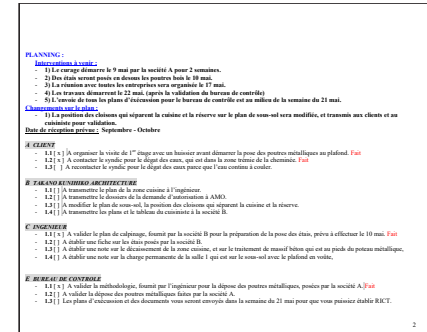 PLANNING :
Interventions à venir :
- 1) Le curage démarre le 9 mai par la société A pour 2 semaines.
- 2) Des étais seront posés en dessous les poutres bois le 10 mai.
- 3) La réunion avec toutes les entreprises sera organisée le 17 mai.
- 4) Les travaux démarrent le 22 mai. (après la validation du bureau de contrôle)
- 5) L'envoie de tous les plans d'éxécussion pour le bureau de contrôle est au milieu de la semaine du 21 mai.
Changements sur le plan :
- 1) La position des cloisons qui séparent la cuisine et la réserve sur le plan de sous-sol sera modifiée, et transmis aux clients et au
cuisiniste pour validation.
Date de réception prévue : Septembre - Octobre
A CLIENT
- 1.1 [ x ] A organiser la visite de 1er étage avec un huissier avant démarrer la pose des poutres métalliques au plafond. Fait
- 1.2 [ x ] A contacter le syndic pour le dégât des eaux, qui est dans la zone trémie de la cheminée. Fait
- 1.3 [ ] A recontacter le syndic pour le dégât des eaux parce que l'eau continu à couler.
B TAKANO KUNIHIKO ARCHITECTURE
- 1.1 [ ] A transmettre le plan de la zone cuisine à l'ingénieur.
- 1.2 [ ] A transmettre le dossiers de la demande d'autorisation à AMO.
- 1.3 [ ] A modifier le plan de sous-sol, la position des cloisons qui séparent la cuisine et la réserve.
- 1.4 [ ] A transmettre les plans et le tableau du cuisiniste à la société B.
C INGENIEUR
- 1.1 [ x ] A valider le plan de calpinage, fournit par la société B pour la préparation de la pose des étais, prévu à effectuer le 10 mai. Fait
- 1.2 [ ] A établir une fiche sur les étais posés par la société B.
- 1.3 [ ] A établir une note sur le décaissement de la zone cuisine, et sur le traitement de massif béton qui est au pieds du poteau métallique,
- 1.4 [ ] A établir une note sur la charge permanente de la salle 1 qui est sur le sous-sol avec le plafond en voûte,
E BUREAU DE CONTROLE
- 1.1 [ x ] A valider la méthodologie, fournit par l'ingénieur pour la dépose des poutres métalliques, posées par la société A. Fait
- 1.2 [ ] A valider la dépose des poutres métalliques faites par la société A.
- 1.3 [ ] Les plans d'exécution et des documents vous seront envoyés dans la semaine du 21 mai pour que vous puissiez établir RICT.
2